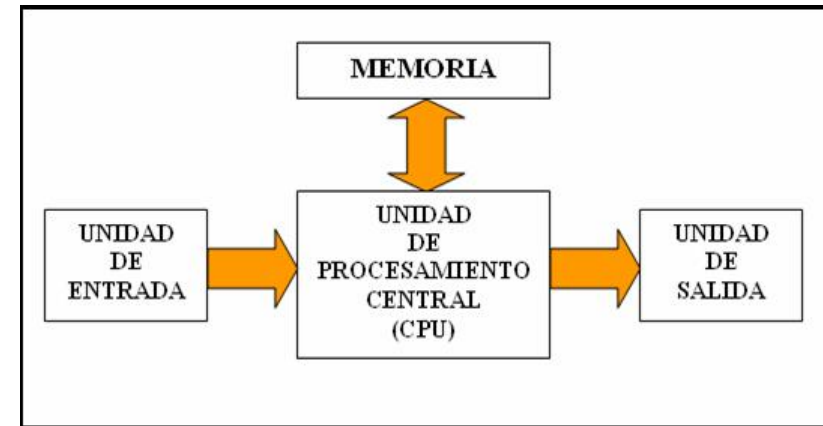 MEMORIA
UNIDAD
DE
ENTRADA
UNIDAD
DE
PROCESAMIENTO
CENTRAL
(CPU)
UNIDAD
DE
SALIDA